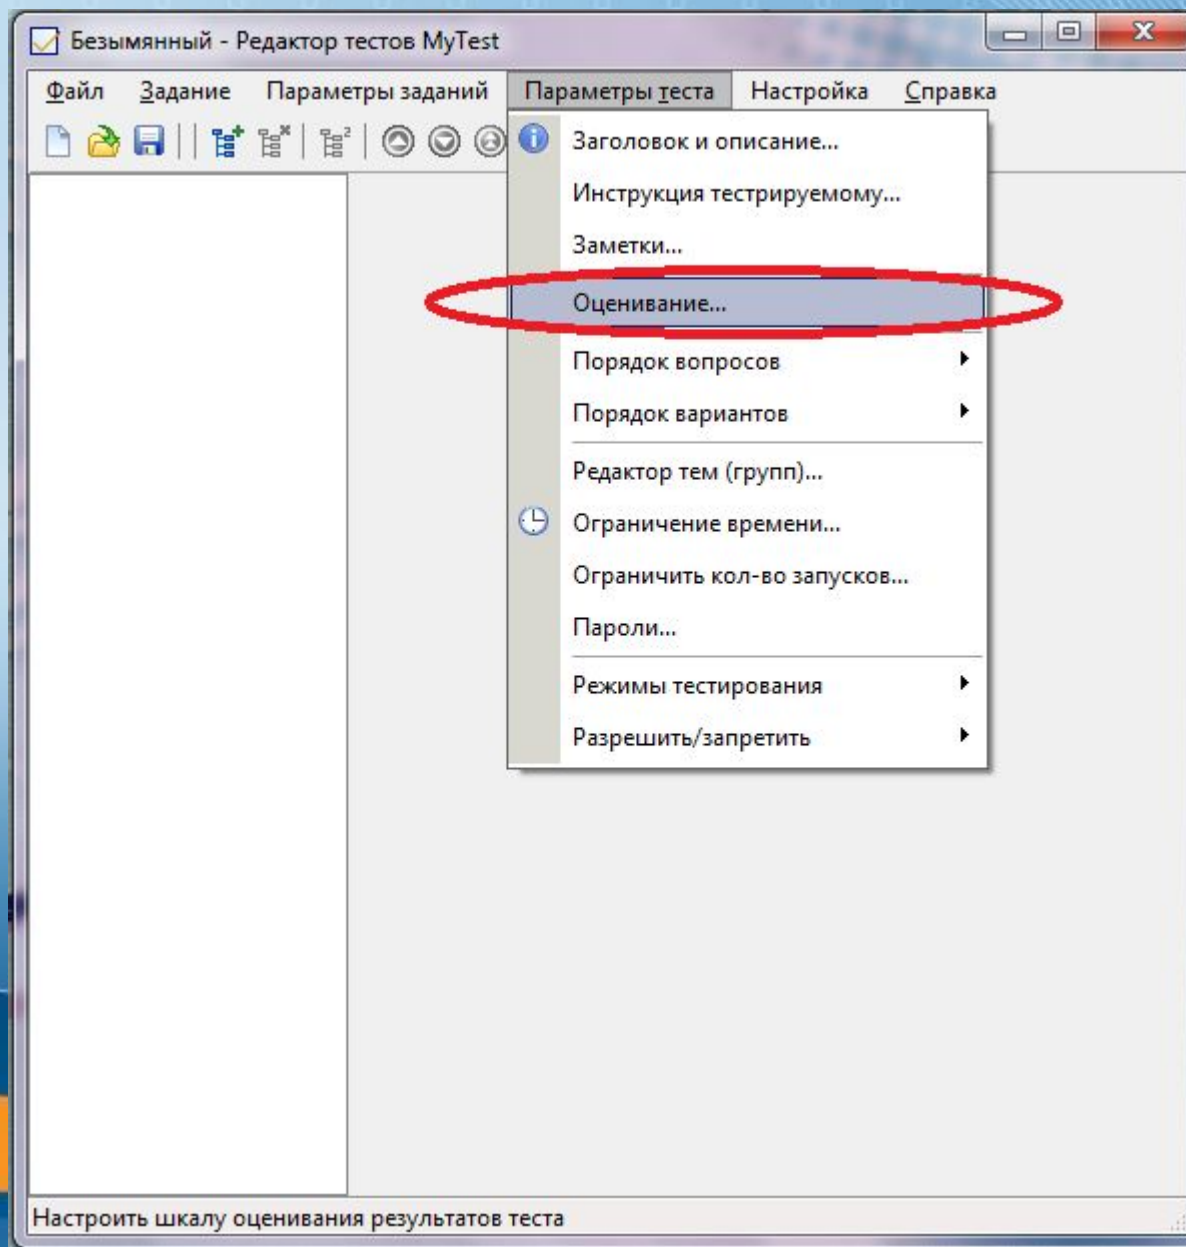 Безымянный - Редактор тестов MyTest
Файл Задание Параметры заданий Параметры теста Настройка Справка
Заголовок и описание...
Инструкция тестрируемому...
Заметки...
Оценивание...
Порядок вопросов
Порядок вариантов
Редактор тем (групп)...
Ограничение времени...
Ограничить кол-во запусков...
Пароли...
Режимы тестирования
Разрешить/запретить
Настроить шкалу оценивания результатов теста